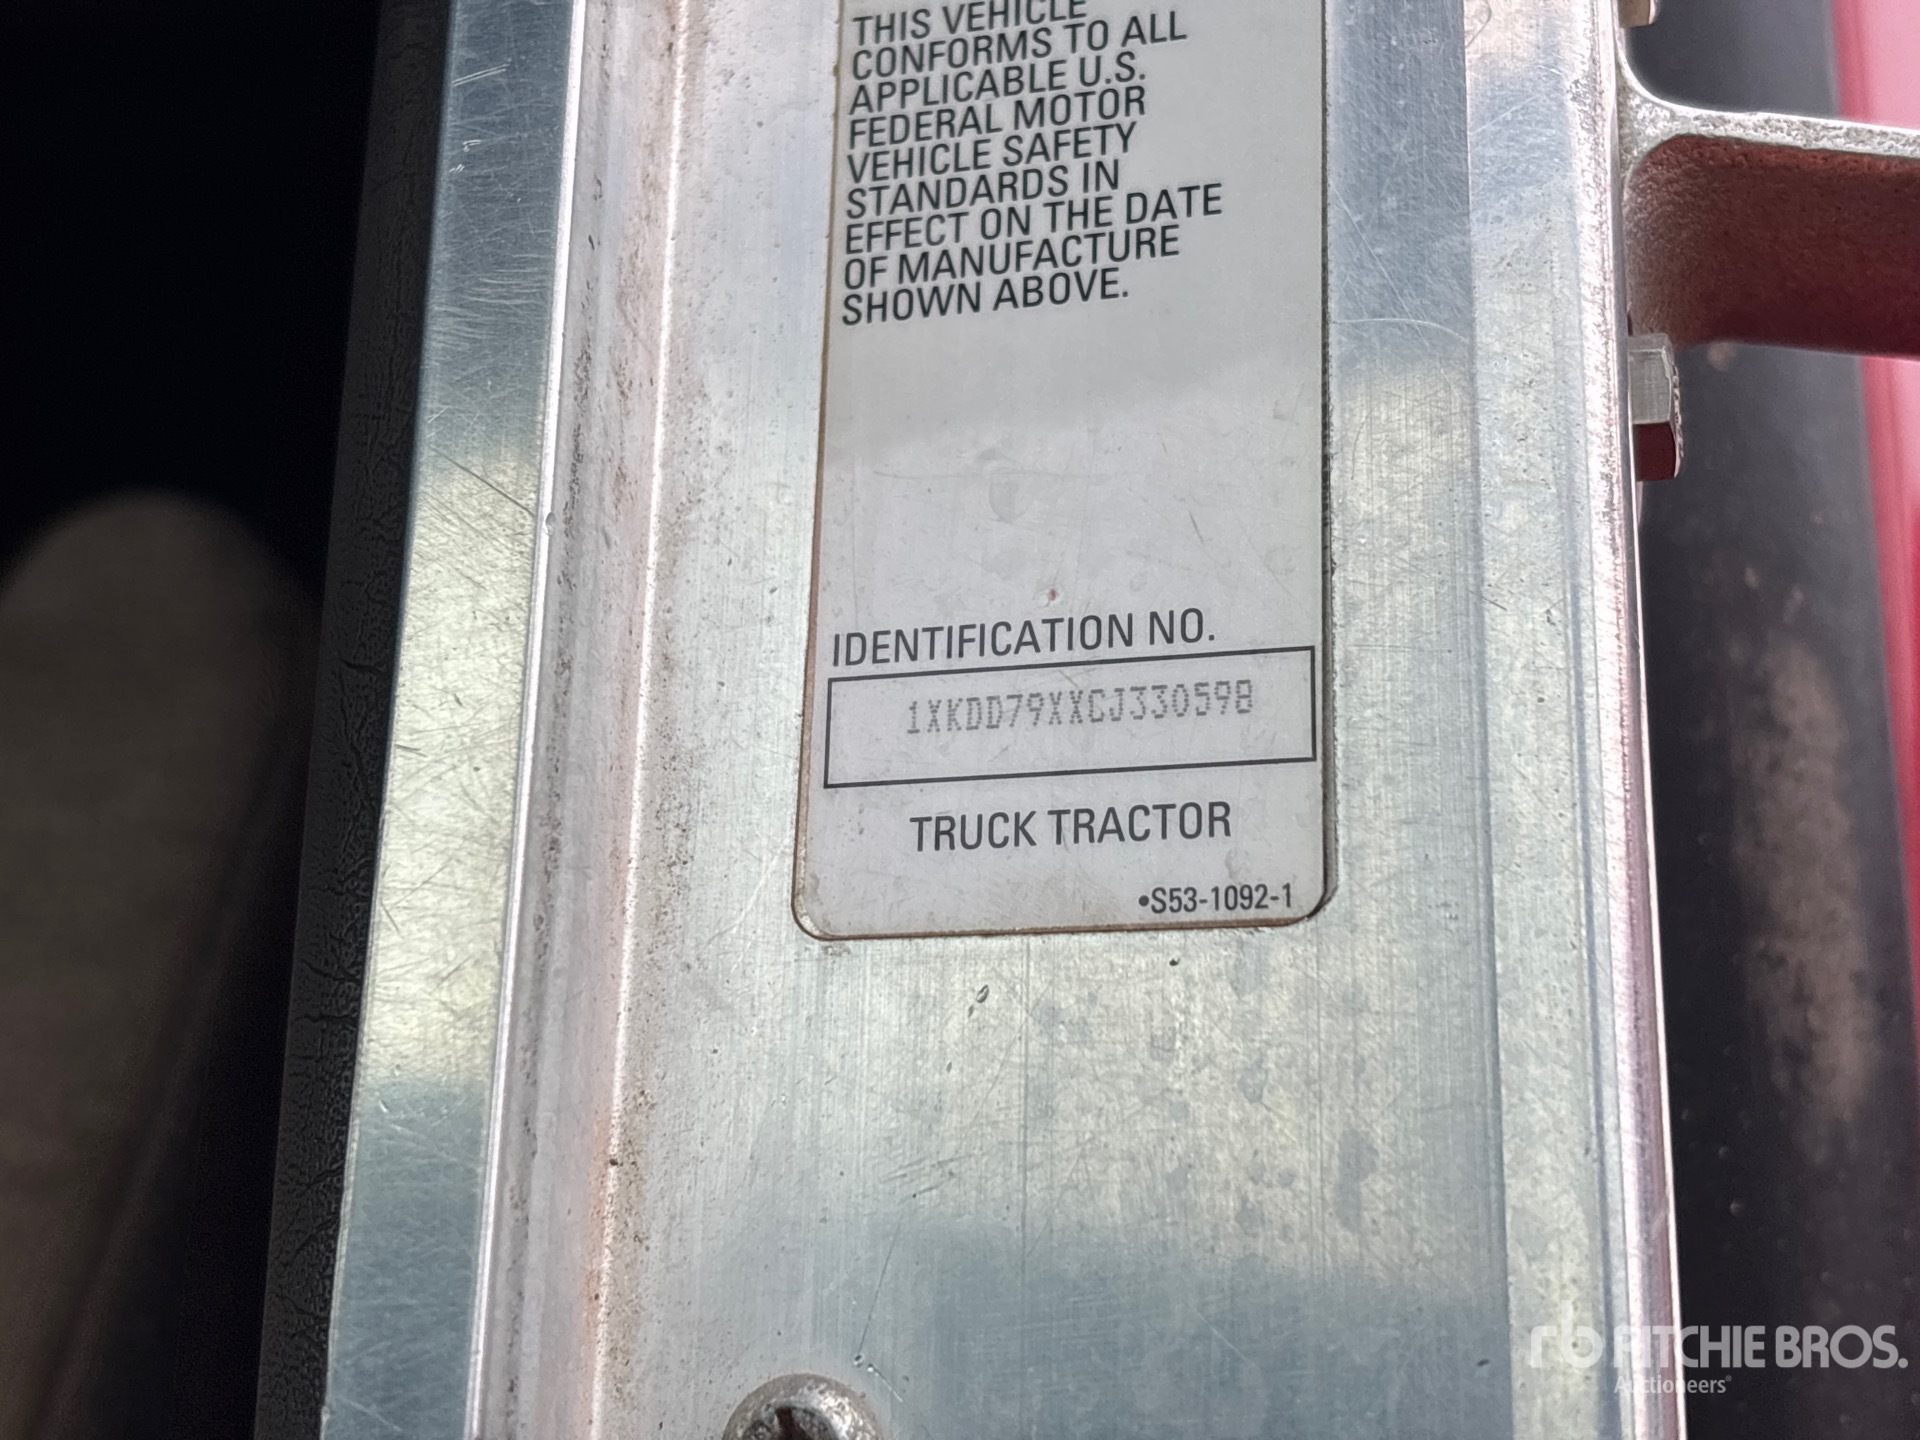 THIS VEHICLE
CONFORMS TO ALL
APPLICABLE U.S.
FEDERAL MOTOR
VEHICLE SAFETY
STANDARDS IN
EFFECT ON THE DATE
OF MANUFACTURE
SHOWN ABOVE.
IDENTIFICATION NO.
1XKDD79XXCJ330598
TRUCK TRACTOR
•S53-1092-1
rb RITCHIE BROS.
Auctioneers®